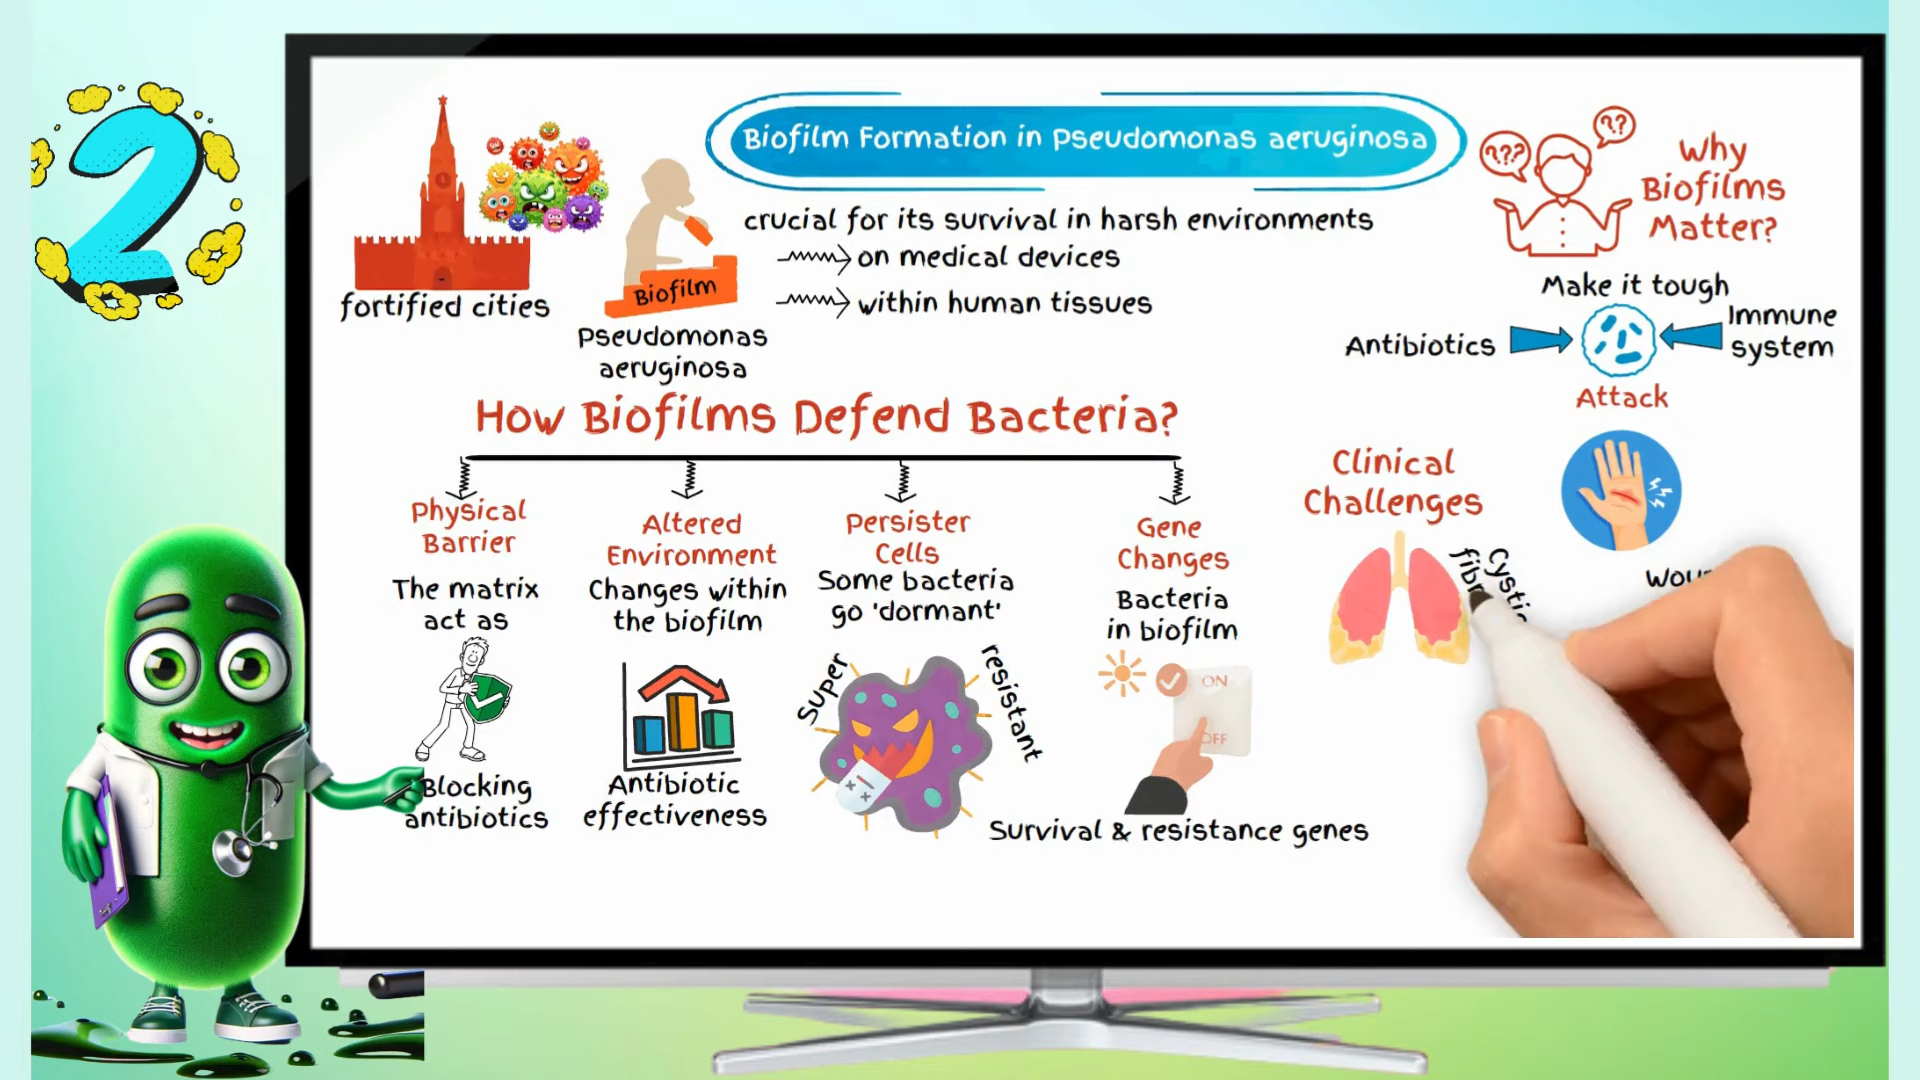 2
Biofilm Formation in Pseudomonas aeruginosa
fortified cities
Biofilm
Pseudomonas
aeruginosa
crucial for its survival in harsh environments
on medical devices
within human tissues
???
??
Why
Biofilms
Matter?
Make it tough
Antibiotics
Immune
system
Attack
How Biofilms Defend Bacteria?
Physical
Barrier
The matrix
act as
Blocking
antibiotics
Altered
Environment
Changes within
the biofilm
Antibiotic
effectiveness
Persister
Cells
Some bacteria
go 'dormant'
Super
resistant
Gene
Changes
Bacteria
in biofilm
ON
OFF
Survival & resistance genes
Clinical
Challenges